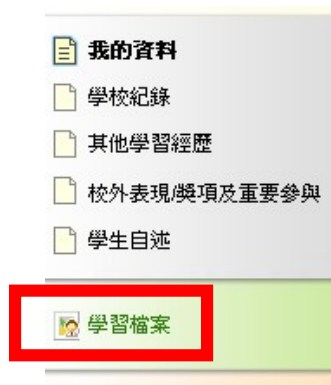 我的資料
學校紀錄
其他學習經歷
校外表現/獎項及重要參與
學生自述
學習檔案